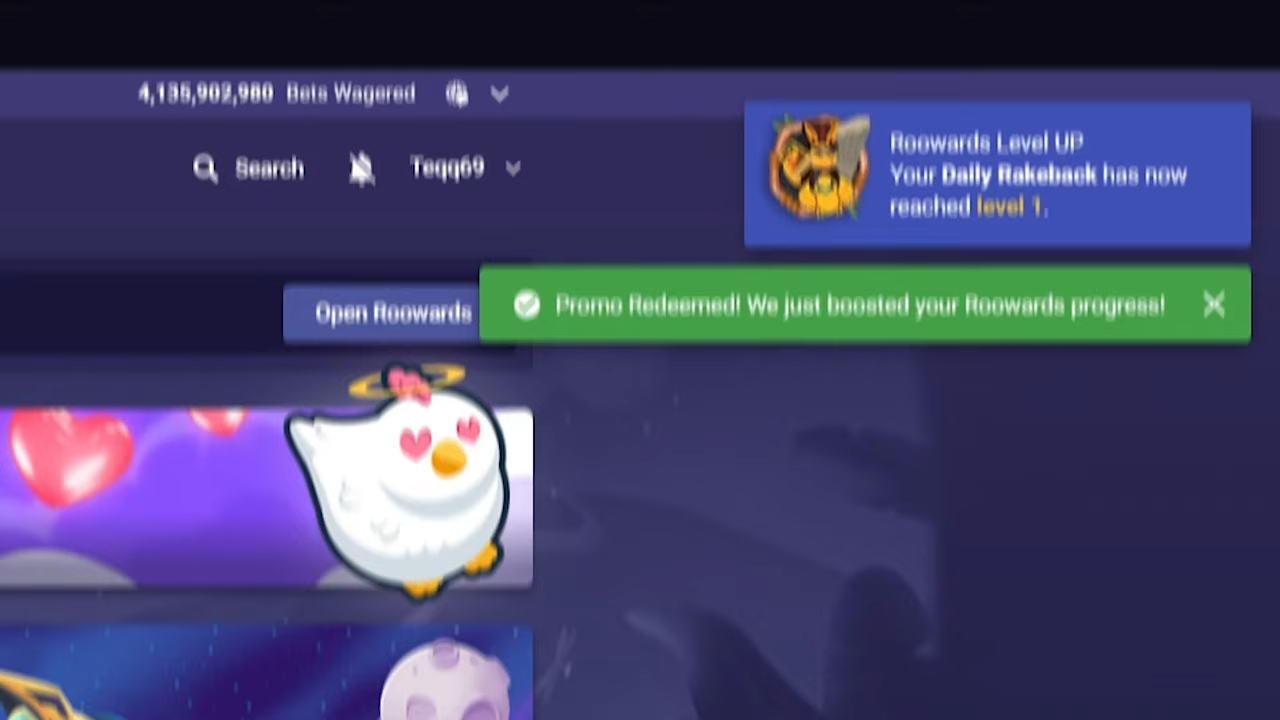 4,135,902,980 Bets Wagered
Search
Teqq69
Roowards Level UP
Your Daily Rakeback has now
reached level 1.
Open Roowards
Promo Redeemed! We just boosted your Roowards progress!